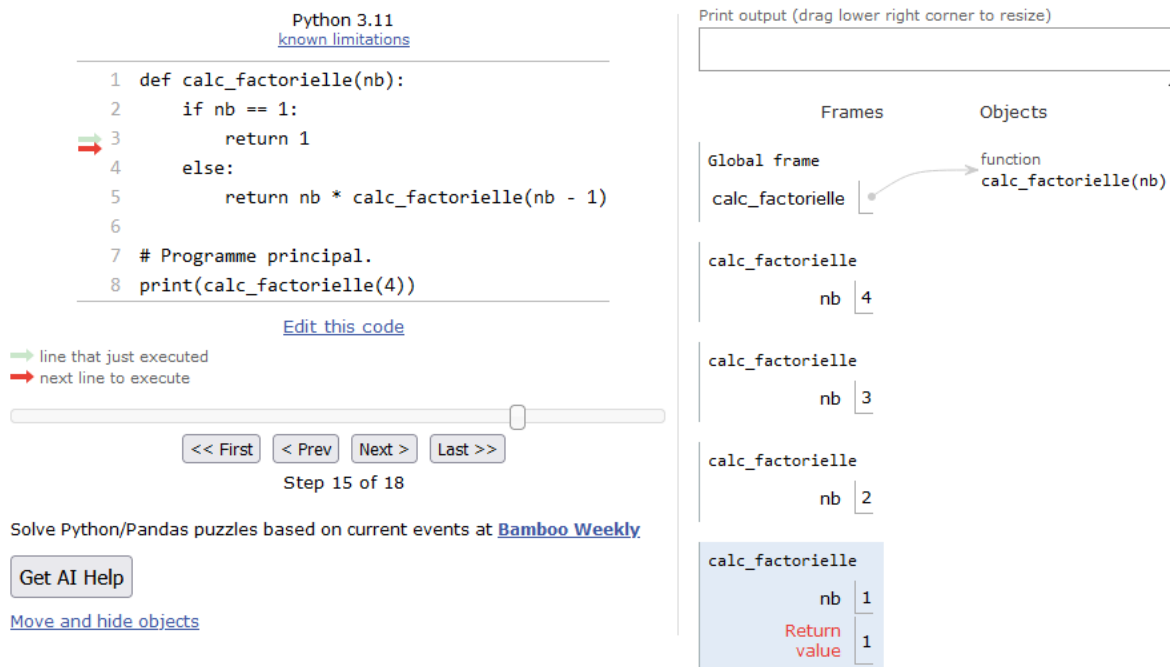 Python 3.11
known limitations
1 def calc_factorielle(nb):
2     if nb == 1:
3         return 1
4     else:
5         return nb * calc_factorielle(nb - 1)
6
7 # Programme principal.
8 print(calc_factorielle(4))
Edit this code
line that just executed
next line to execute
<< First < Prev Next > Last >>
Step 15 of 18
Solve Python/Pandas puzzles based on current events at Bamboo Weekly
Get AI Help
Move and hide objects
Print output (drag lower right corner to resize)
Frames Objects
Global frame
calc_factorielle
function
calc_factorielle(nb)
calc_factorielle
nb 4
calc_factorielle
nb 3
calc_factorielle
nb 2
calc_factorielle
nb 1
Return
value 1